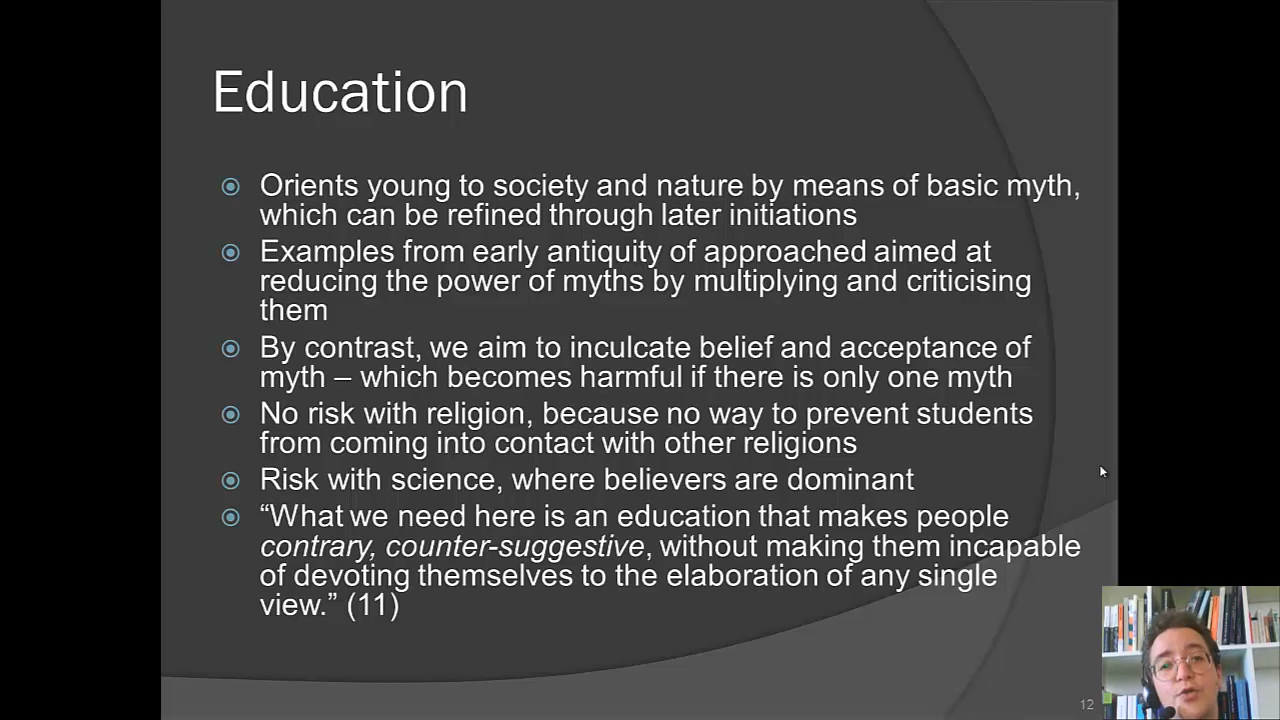 Education
Orients young to society and nature by means of basic myth,
which can be refined through later initiations
Examples from early antiquity of approached aimed at
reducing the power of myths by multiplying and criticising
them
By contrast, we aim to inculcate belief and acceptance of
myth – which becomes harmful if there is only one myth
No risk with religion, because no way to prevent students
from coming into contact with other religions
Risk with science, where believers are dominant
“What we need here is an education that makes people
contrary, counter-suggestive, without making them incapable
of devoting themselves to the elaboration of any single
view.” (11)
12